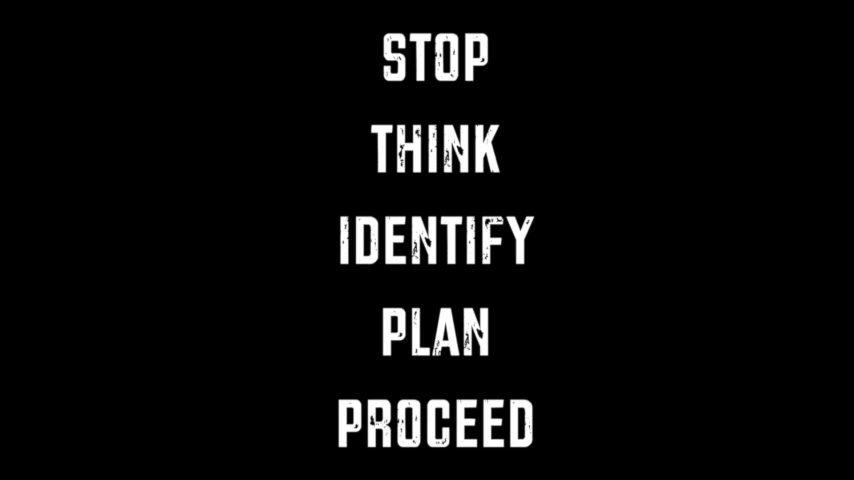 STOP
THINK
IDENTIFY
PLAN
PROCEED